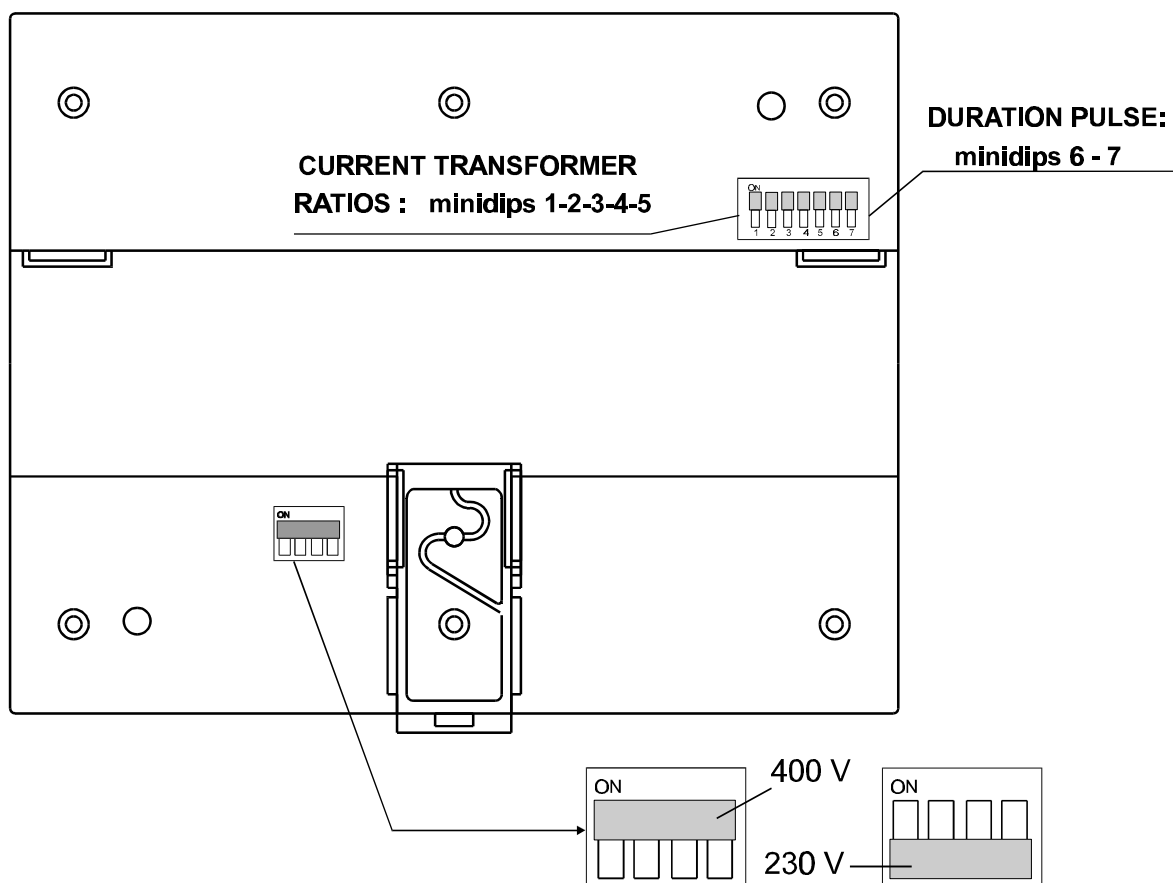 DURATION PULSE:
minidips 6 - 7
CURRENT TRANSFORMER
RATIOS : minidips 1-2-3-4-5
ON
1 2 3 4 5 6 7
ON
ON
400 V
ON
230 V